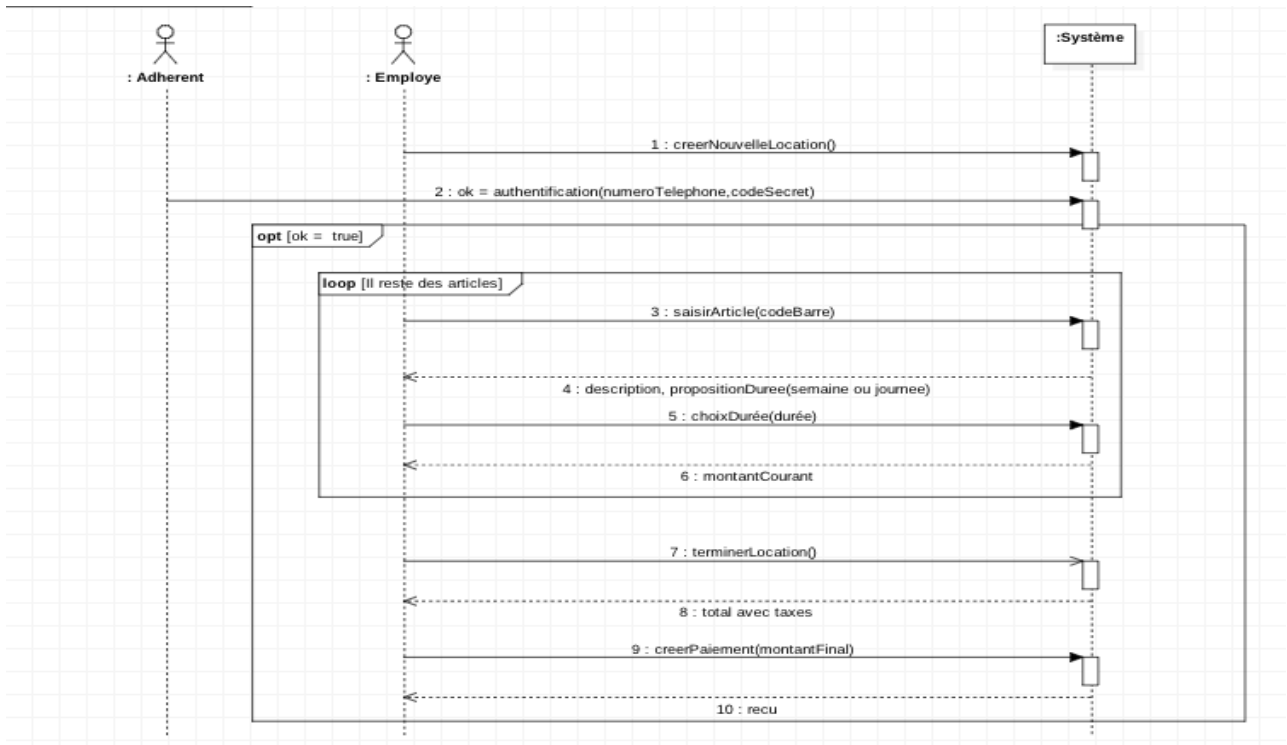 : Adherent
: Employe
:Système
1 : creerNouvelleLocation()
2 : ok = authentification(numeroTelephone,codeSecret)
opt [ok = true]
loop [Il reste des articles]
3 : saisirArticle(codeBarre)
4 : description, propositionDuree(semaine ou journee)
5 : choixDurée(durée)
6 : montantCourant
7 : terminerLocation()
8 : total avec taxes
9 : creerPaiement(montantFinal)
10 : recu